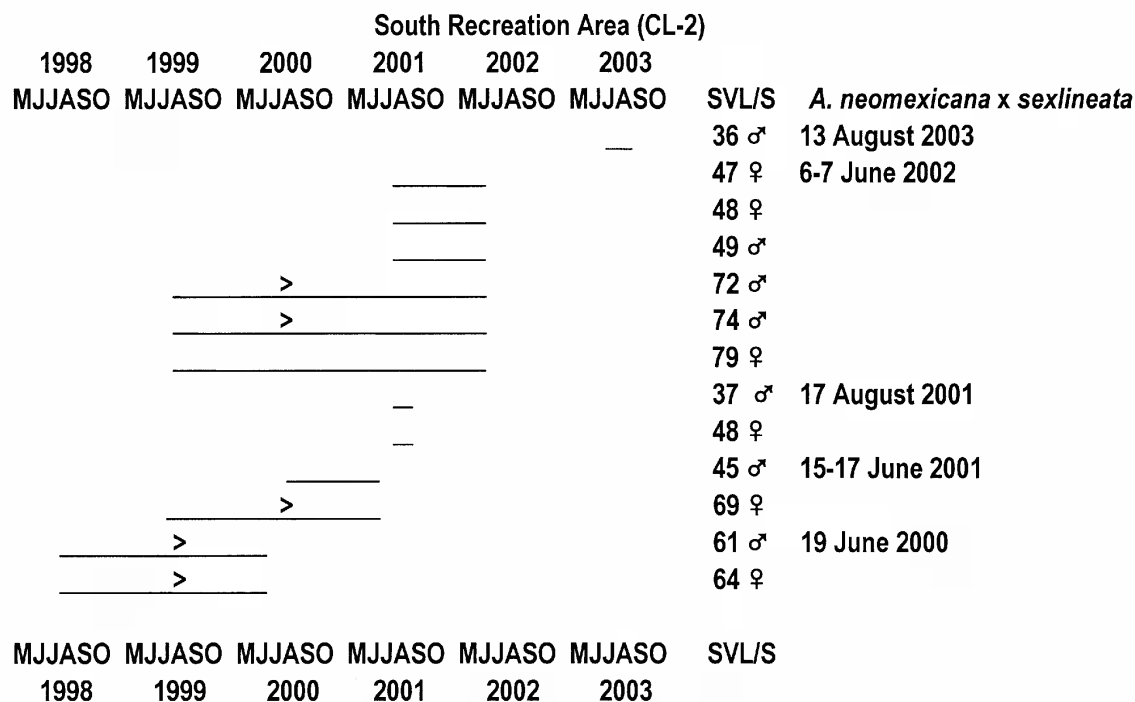 South Recreation Area (CL-2)
1998 1999 2000 2001 2002 2003
MJJASO MJJASO MJJASO MJJASO MJJASO MJJASO SVL/S A. neomexicana x sexlineata
36 ♂ 13 August 2003
47 ♀ 6-7 June 2002
48 ♀
49 ♂
> 72 ♂
> 74 ♂
79 ♀
37 ♂ 17 August 2001
48 ♀
45 ♂ 15-17 June 2001
> 69 ♀
> 61 ♂ 19 June 2000
> 64 ♀
MJJASO MJJASO MJJASO MJJASO MJJASO MJJASO SVL/S
1998 1999 2000 2001 2002 2003